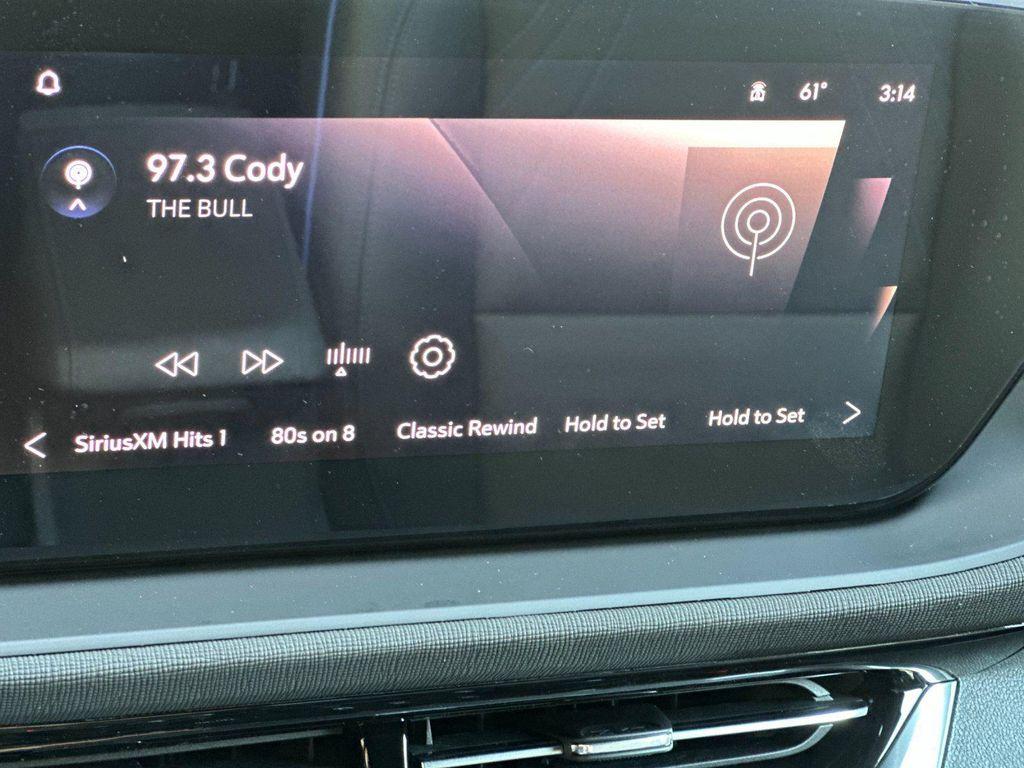 61° 3:14
97.3 Cody
THE BULL
SiriusXM Hits 1 80s on 8 Classic Rewind Hold to Set Hold to Set